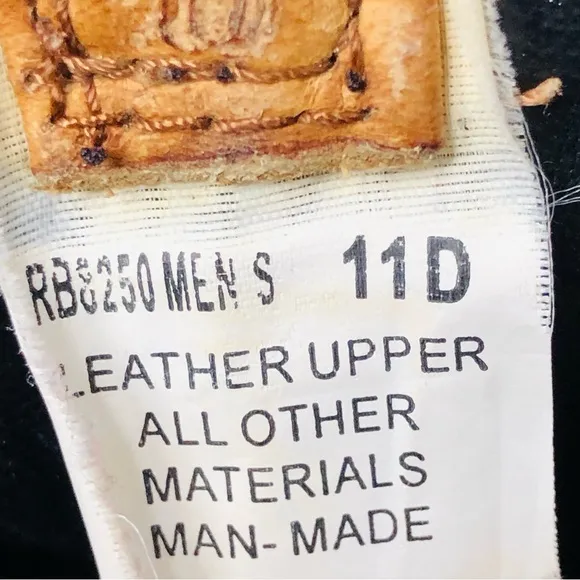 RB8250 MEN S 11D
LEATHER UPPER
ALL OTHER
MATERIALS
MAN-MADE